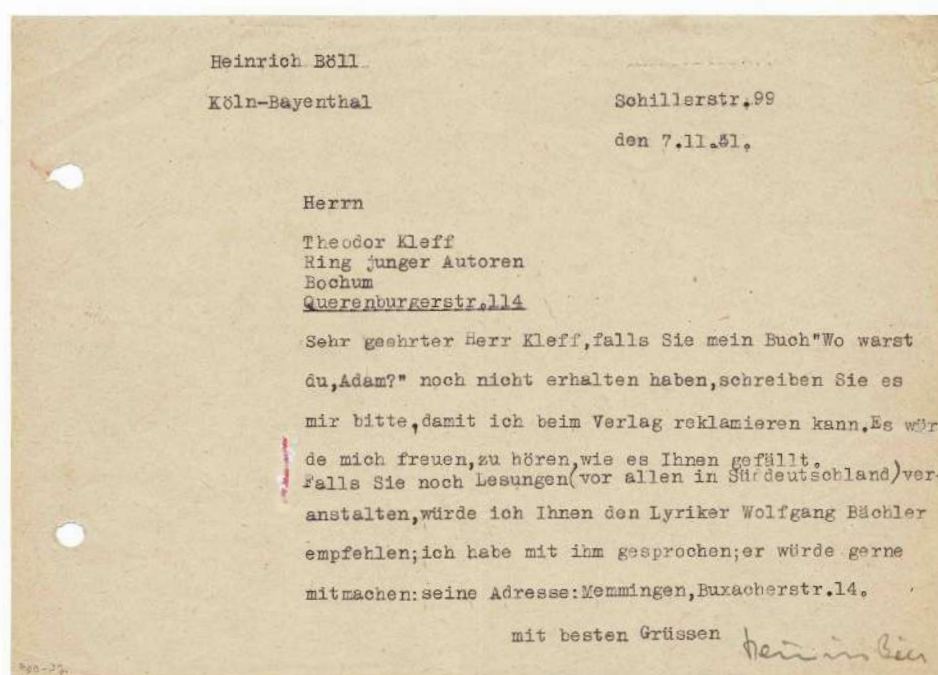 Heinrich Böll
Köln-Bayenthal
Schillerstr.99
den 7.11.51.
Herrn
Theodor Kleff
Ring junger Autoren
Bochum
Querenburgerstr.114
Sehr geehrter Herr Kleff,falls Sie mein Buch"Wo warst
du,Adam?" noch nicht erhalten haben,schreiben Sie es
mir bitte,damit ich beim Verlag reklamieren kann.Es wür
de mich freuen,zu hören,wie es Ihnen gefällt.
Falls Sie noch Lesungen(vor allen in Süddeutschland)ver-
anstalten,würde ich Ihnen den Lyriker Wolfgang Bächler
empfehlen;ich habe mit ihm gesprochen;er würde gerne
mitmachen:seine Adresse:Memmingen,Buxacherstr.14.
mit besten Grüssen
Heinrich Böll